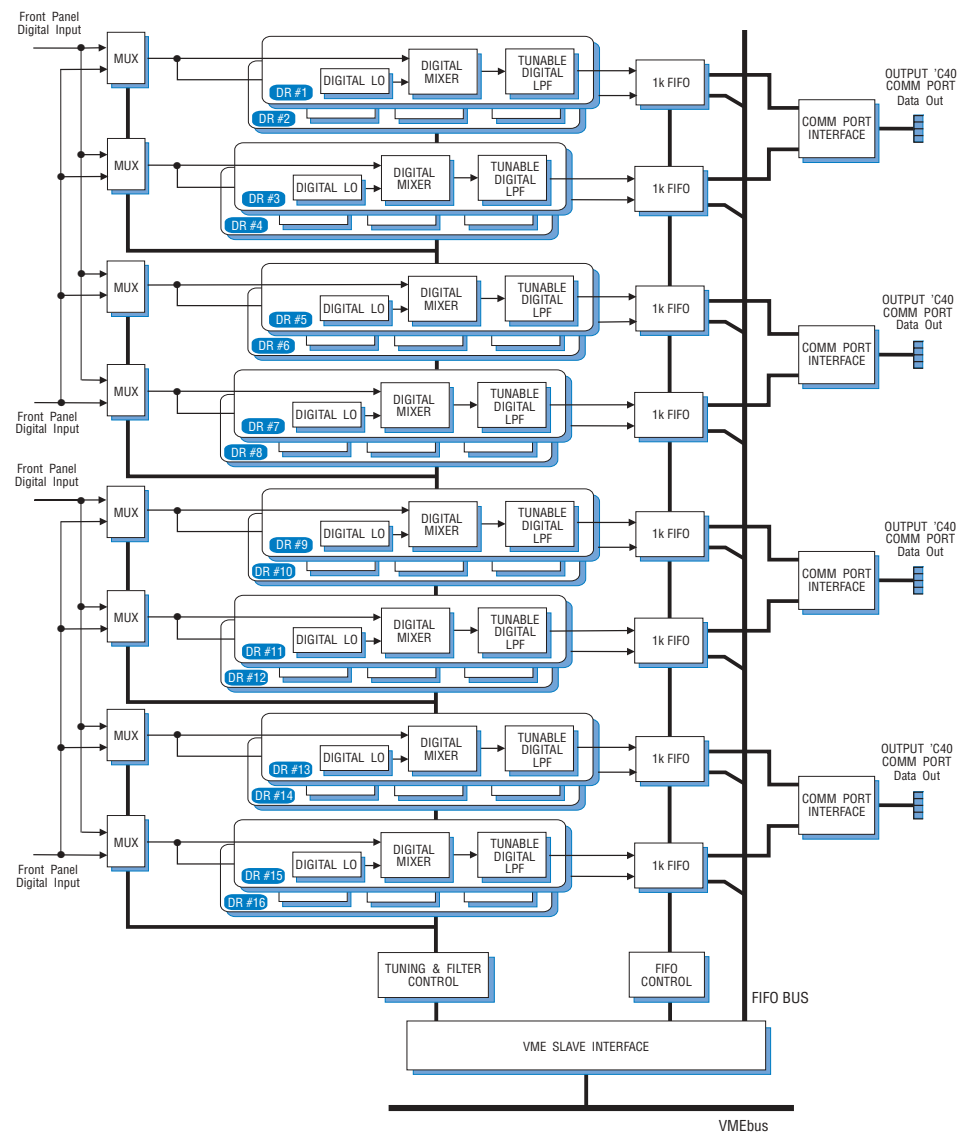 Front Panel
Digital Input
MUX
DIGITAL LO
DIGITAL
MIXER
TUNABLE
DIGITAL
LPF
DR #1
DR #2
1k FIFO
OUTPUT 'C40
COMM PORT
Data Out
COMM PORT
INTERFACE
MUX
DIGITAL LO
DIGITAL
MIXER
TUNABLE
DIGITAL
LPF
DR #3
DR #4
1k FIFO
MUX
DIGITAL LO
DIGITAL
MIXER
TUNABLE
DIGITAL
LPF
DR #5
DR #6
1k FIFO
OUTPUT 'C40
COMM PORT
Data Out
COMM PORT
INTERFACE
MUX
Front Panel
Digital Input
DIGITAL LO
DIGITAL
MIXER
TUNABLE
DIGITAL
LPF
DR #7
DR #8
1k FIFO
Front Panel
Digital Input
MUX
DIGITAL LO
DIGITAL
MIXER
TUNABLE
DIGITAL
LPF
DR #9
DR #10
1k FIFO
OUTPUT 'C40
COMM PORT
Data Out
COMM PORT
INTERFACE
MUX
DIGITAL LO
DIGITAL
MIXER
TUNABLE
DIGITAL
LPF
DR #11
DR #12
1k FIFO
MUX
DIGITAL LO
DIGITAL
MIXER
TUNABLE
DIGITAL
LPF
DR #13
DR #14
1k FIFO
OUTPUT 'C40
COMM PORT
Data Out
COMM PORT
INTERFACE
MUX
Front Panel
Digital Input
DIGITAL LO
DIGITAL
MIXER
TUNABLE
DIGITAL
LPF
DR #15
DR #16
1k FIFO
TUNING & FILTER
CONTROL
FIFO
CONTROL
FIFO BUS
VME SLAVE INTERFACE
VMEbus